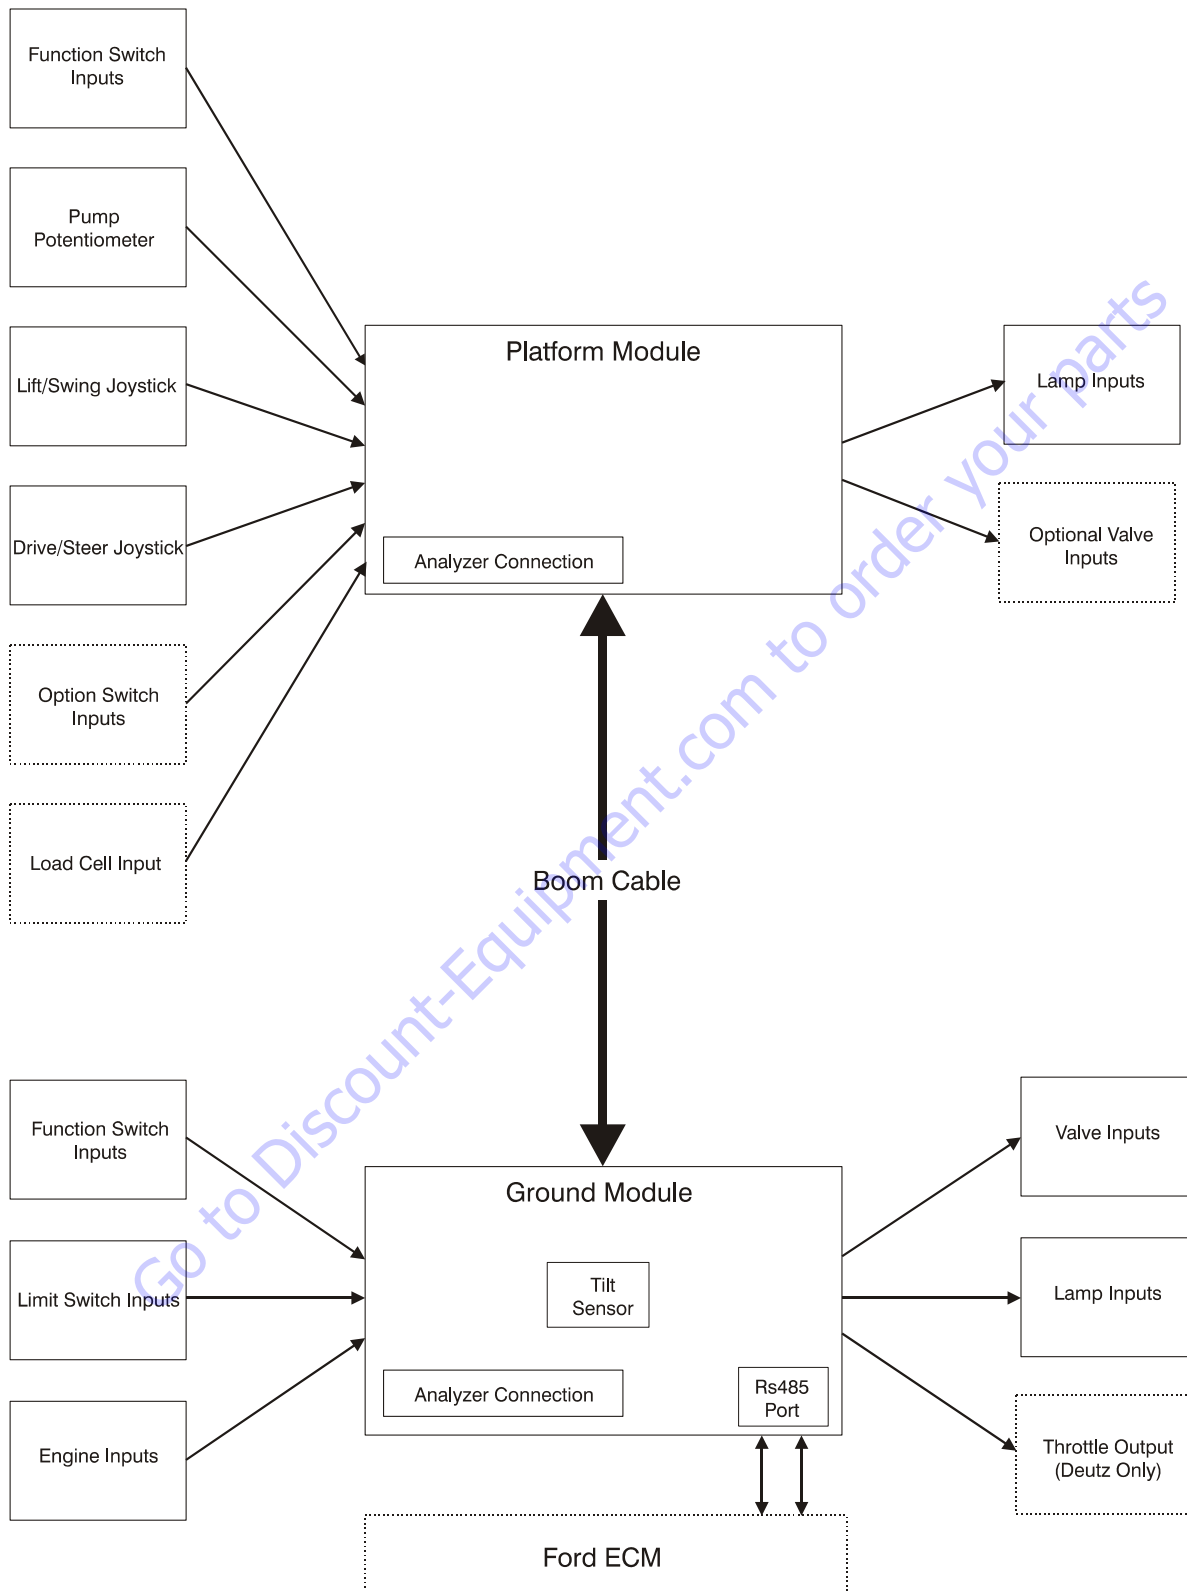 Function Switch
Inputs
Pump
Potentiometer
Lift/Swing Joystick
Drive/Steer Joystick
Option Switch
Inputs
Load Cell Input
Platform Module
Analyzer Connection
Lamp Inputs
Optional Valve
Inputs
Boom Cable
Function Switch
Inputs
Limit Switch Inputs
Engine Inputs
Ground Module
Tilt
Sensor
Analyzer Connection
Rs485
Port
Valve Inputs
Lamp Inputs
Throttle Output
(Deutz Only)
Ford ECM
Go to Discount-Equipment.com to order your parts